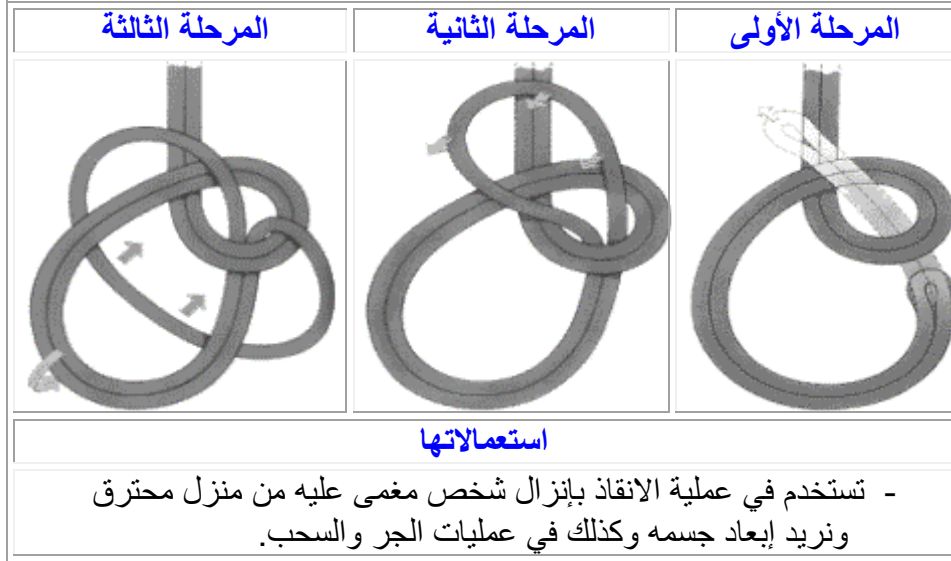 المرحلة الأولى
المرحلة الثانية
المرحلة الثالثة
استعمالاتها
- تستخدم في عملية الانقاذ بإنزال شخص مغمى عليه من منزل محترق
ونريد إبعاد جسمه وكذلك في عمليات الجر والسحب.